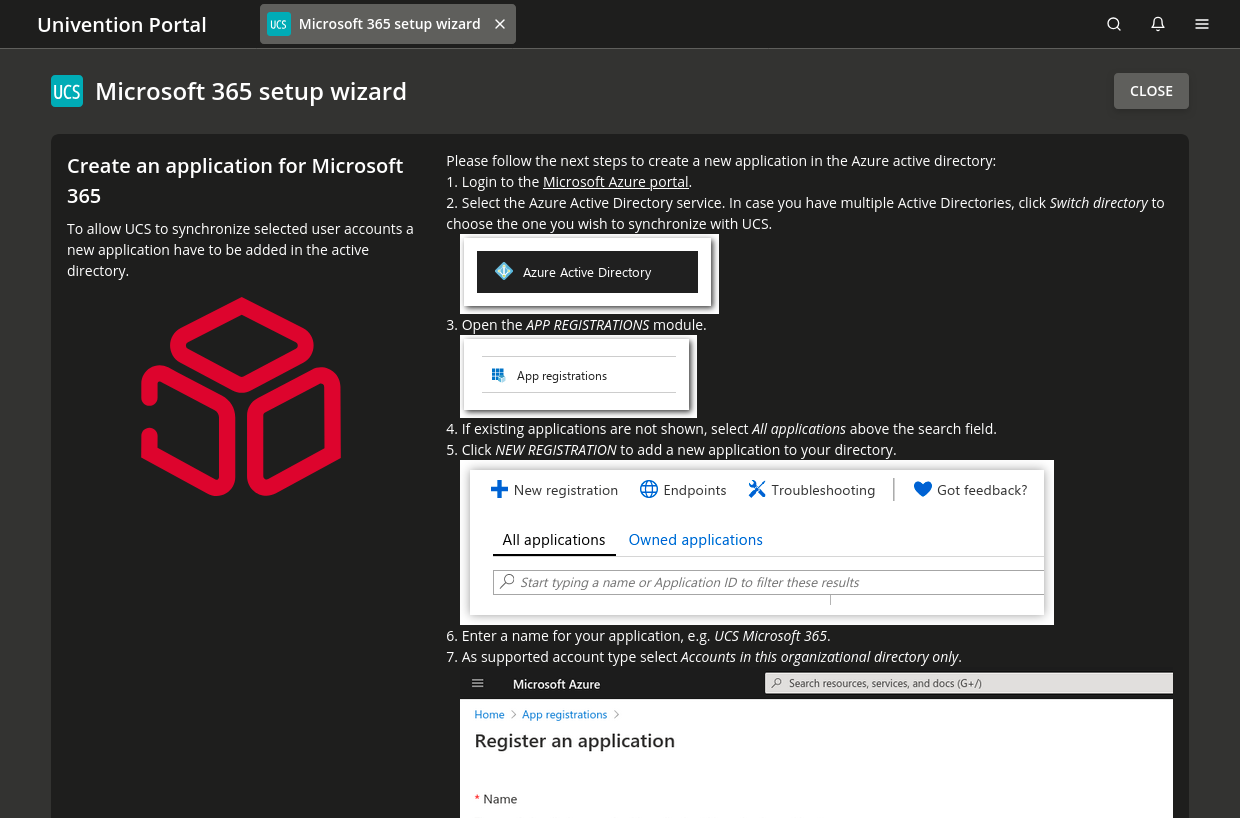 Univention Portal
UCS Microsoft 365 setup wizard
UCS Microsoft 365 setup wizard
CLOSE
Create an application for Microsoft
365
To allow UCS to synchronize selected user accounts a
new application have to be added in the active
directory.
Please follow the next steps to create a new application in the Azure active directory:
1. Login to the Microsoft Azure portal.
2. Select the Azure Active Directory service. In case you have multiple Active Directories, click Switch directory to
choose the one you wish to synchronize with UCS.
Azure Active Directory
3. Open the APP REGISTRATIONS module.
App registrations
4. If existing applications are not shown, select All applications above the search field.
5. Click NEW REGISTRATION to add a new application to your directory.
New registration Endpoints Troubleshooting Got feedback?
All applications Owned applications
Start typing a name or Application ID to filter these results
6. Enter a name for your application, e.g. UCS Microsoft 365.
7. As supported account type select Accounts in this organizational directory only.
Microsoft Azure Search resources, services, and docs (G+/)
Home > App registrations >
Register an application
* Name